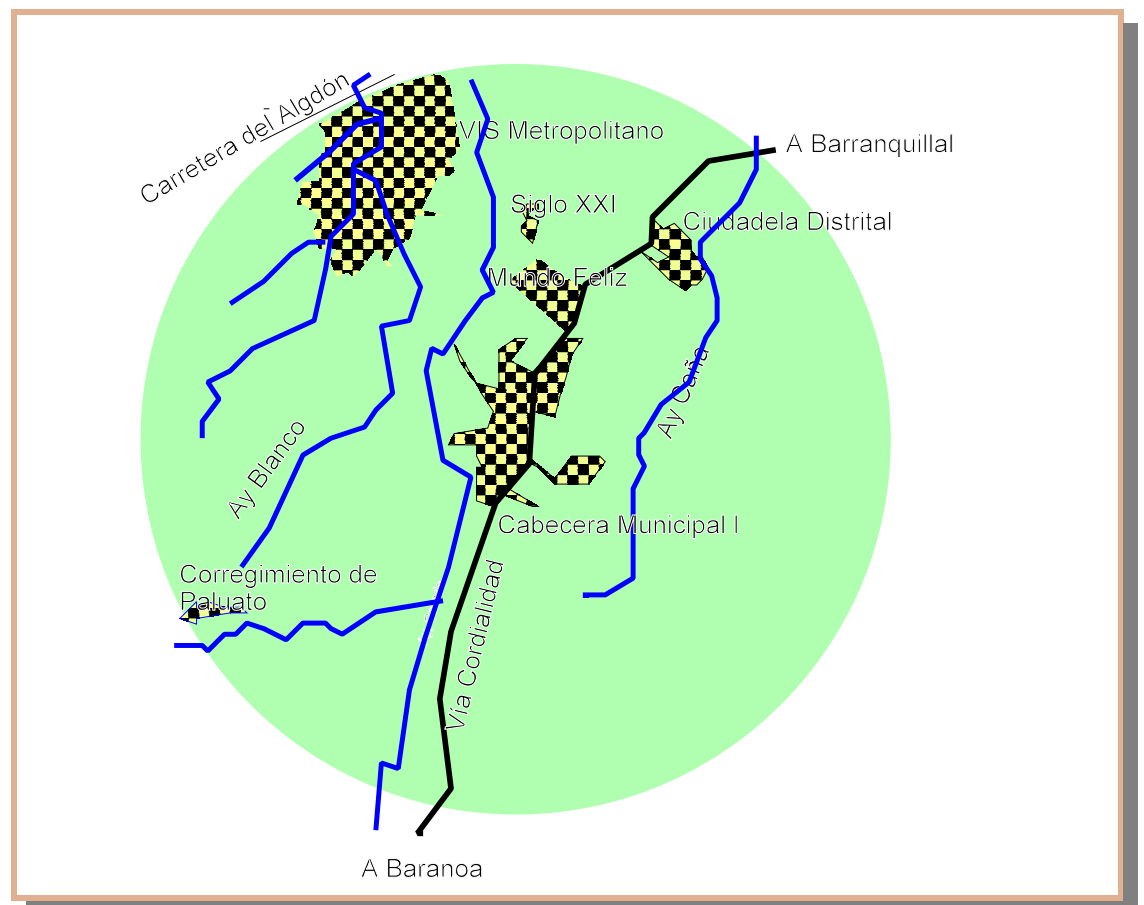 Carretera del Algdón
VIS Metropolitano
A Barranquillal
Siglo XXI
Ciudadela Distrital
Mundo Feliz
Ay Caña
Ay Blanco
Cabecera Municipal l
Corregimiento de
Paluato
Vía Cordialidad
A Baranoa